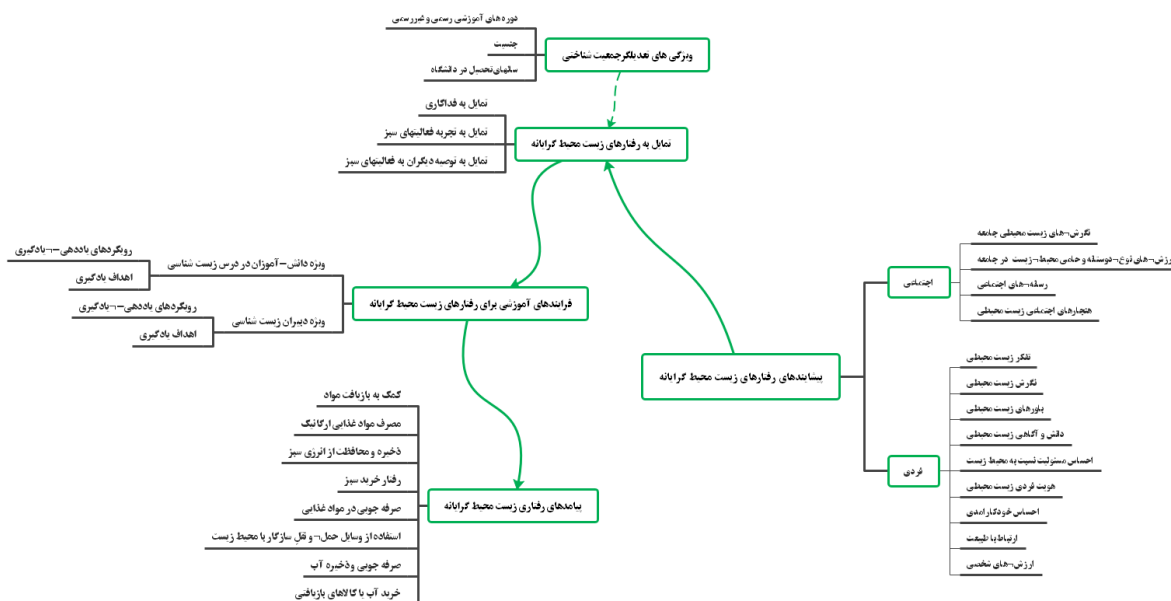 دوره های آموزشی رسمی و غیررسمی
جنسیت
سالهای تحصیل در دانشگاه
ویژگی های تعدیلگرجمعیت شناختی
تمایل به فداکاری
تمایل به تجربه فعالیتهای سبز
تمایل به توصیه دیگران به فعالیتهای سبز
تمایل به رفتارهای زیست محیط گرایانه
نگرش¬های زیست محیطی جامعه
ارزش¬های نوع¬دوستانه و حامی محیط¬زیست در جامعه
رسانه¬های اجتماعی
هنجارهای اجتماعی زیست محیطی
اجتماعی
پیشایندهای رفتارهای زیست محیط گرایانه
فردی
تفکر زیست محیطی
نگرش زیست محیطی
باورهای زیست محیطی
دانش و آگاهی زیست محیطی
احساس مسئولیت نسبت به محیط زیست
هویت فردی زیست محیطی
احساس خودکارامدی
ارتباط با طبیعت
ارزش¬های شخصی
فرایندهای آموزشی برای رفتارهای زیست محیط گرایانه
ویژه دانش-آموزان در درس زیست شناسی
رویکردهای یاددهی-¬یادگیری
اهداف یادگیری
ویژه دبیران زیست شناسی
رویکردهای یاددهی-¬یادگیری
اهداف یادگیری
پیامدهای رفتاری زیست محیط گرایانه
کمک به بازیافت مواد
مصرف مواد غذایی ارگانیک
ذخیره و محافظت از انرژی سبز
رفتار خرید سبز
صرفه جویی در مواد غذایی
استفاده از وسایل حمل¬و نقل سازگار با محیط زیست
صرفه جویی و ذخیره آب
خرید آب با کالاهای بازیافتی